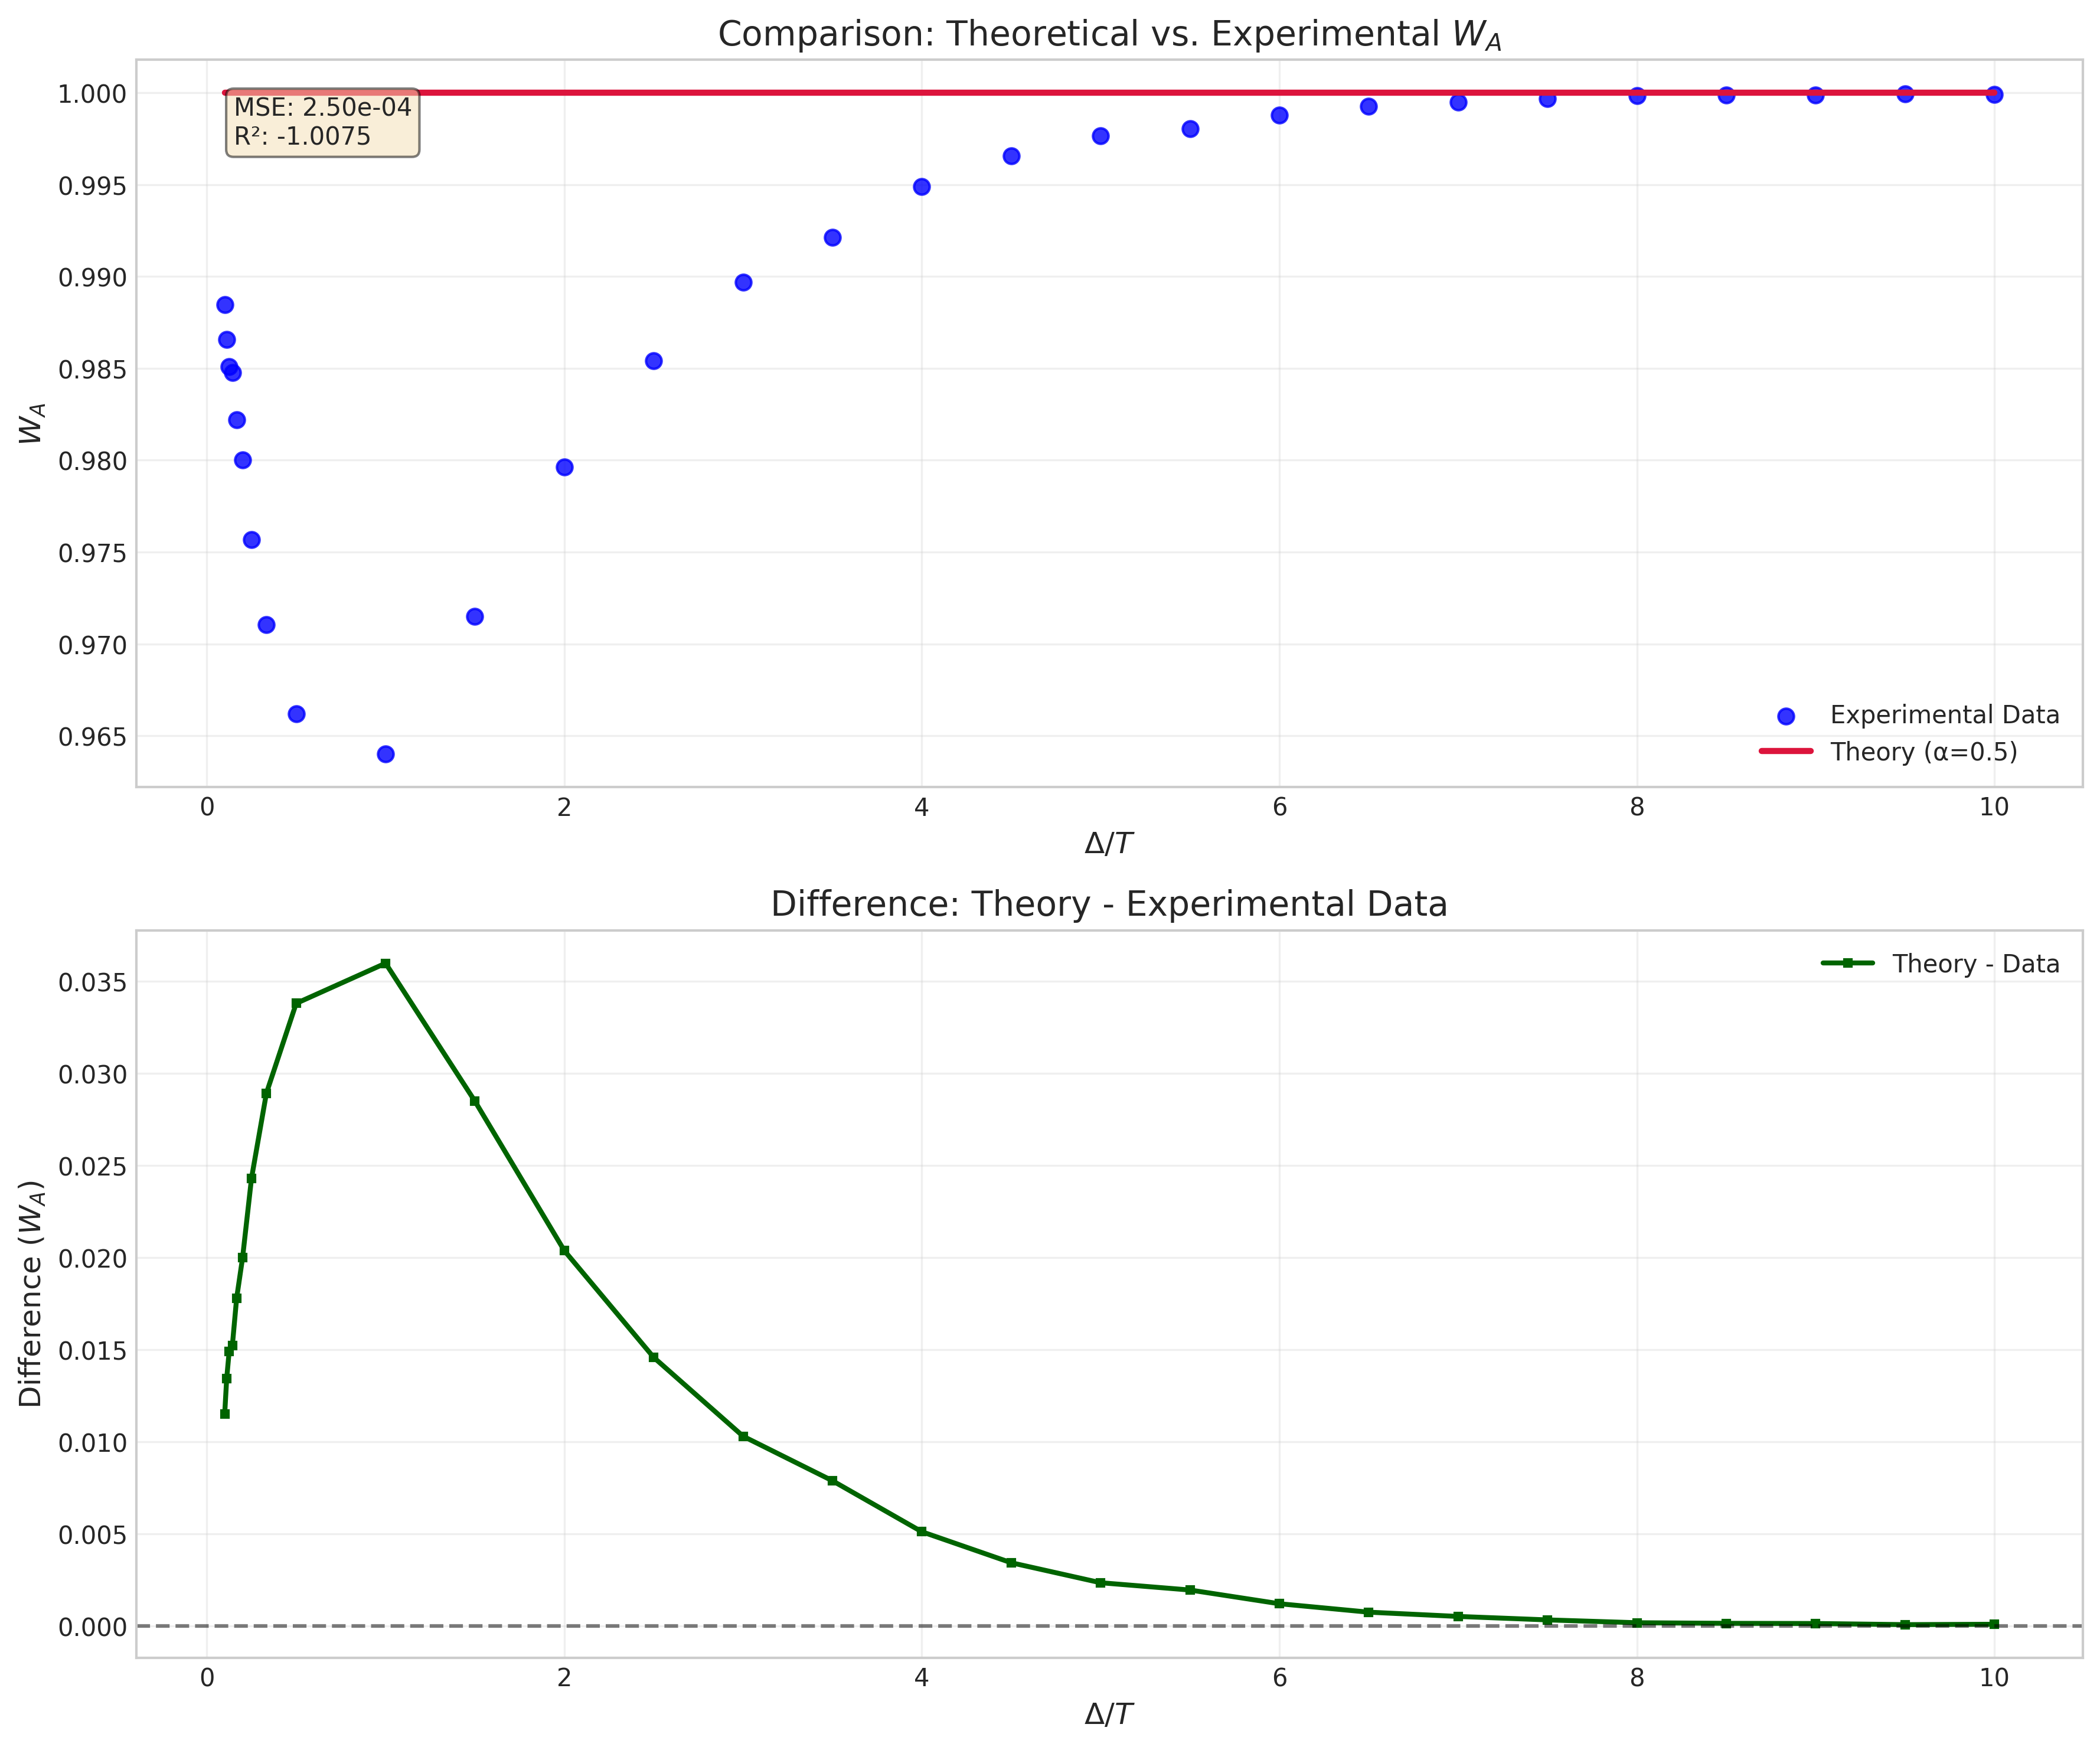 Comparison: Theoretical vs. Experimental W_A
1.000
0.995
0.990
0.985
0.980
0.975
0.970
0.965
W_A
MSE: 2.50e-04
R²: -1.0075
Experimental Data
Theory (α=0.5)
0 2 4 6 8 10
Δ/T
Difference: Theory - Experimental Data
0.035
0.030
0.025
0.020
0.015
0.010
0.005
0.000
Difference (W_A)
Theory - Data
0 2 4 6 8 10
Δ/T